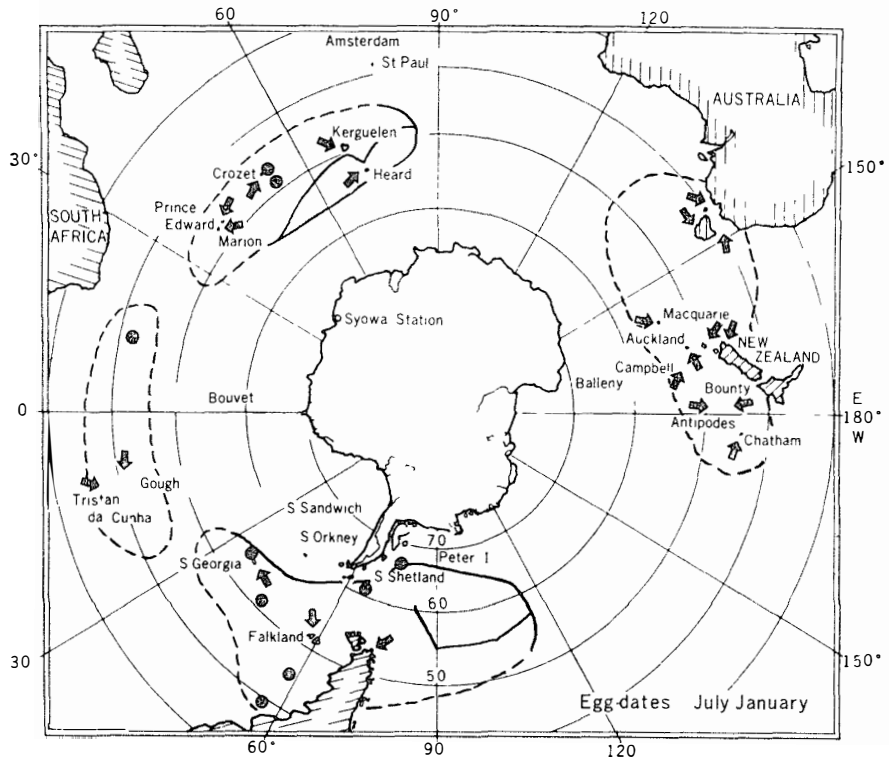 60° 90° 120
Amsterdam
St Paul
AUSTRALIA
30°
150°
Kerguelen
Crozet
Heard
Prince
Edward
Marion
SOUTH
AFRICA
Syowa Station
Macquarie
Auckland
NEW
ZEALAND
Campbell
Balleny
Bounty
Bouvet
0
E
180°
W
Antipodes
Chatham
Gough
Tristan
da Cunha
S Sandwich
S Orkney
S Georgia
70
Peter I
S Shetland
60
Falkland
30
150°
50
Egg-dates July January
60° 90 120